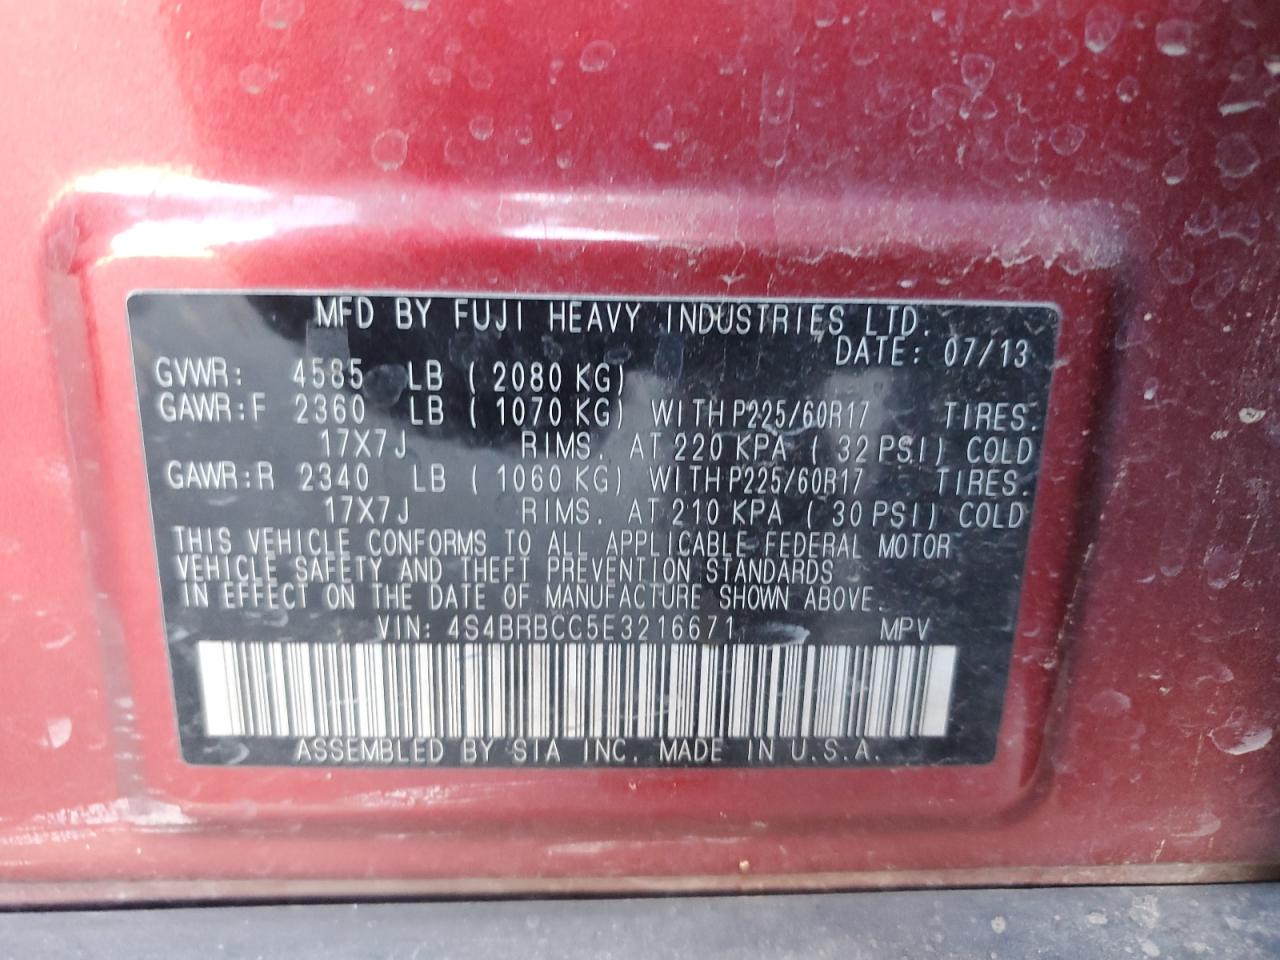 MFD BY FUJI HEAVY INDUSTRIES LTD.
DATE: 07/13
GVWR: 4585 LB ( 2080 KG)
GAWR:F 2360 LB ( 1070 KG) WITH P225/60R17 TIRES.
17X7J RIMS. AT 220 KPA ( 32 PSI) COLD
GAWR:R 2340 LB ( 1060 KG) WITH P225/60R17 TIRES.
17X7J RIMS. AT 210 KPA ( 30 PSI) COLD
THIS VEHICLE CONFORMS TO ALL APPLICABLE FEDERAL MOTOR
VEHICLE SAFETY AND THEFT PREVENTION STANDARDS
IN EFFECT ON THE DATE OF MANUFACTURE SHOWN ABOVE.
VIN: 4S4BRBCC5E3216671 MPV
ASSEMBLED BY SIA INC. MADE IN U.S.A.